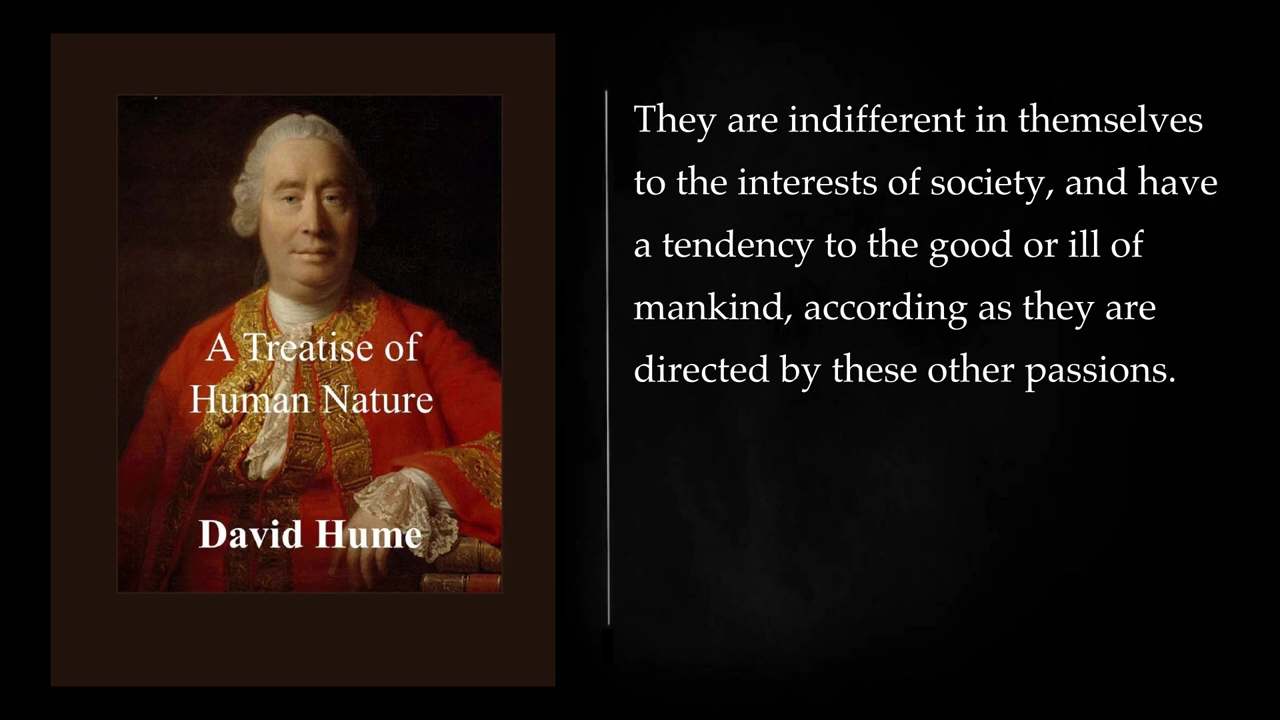 A Treatise of
Human Nature
David Hume
They are indifferent in themselves
to the interests of society, and have
a tendency to the good or ill of
mankind, according as they are
directed by these other passions.